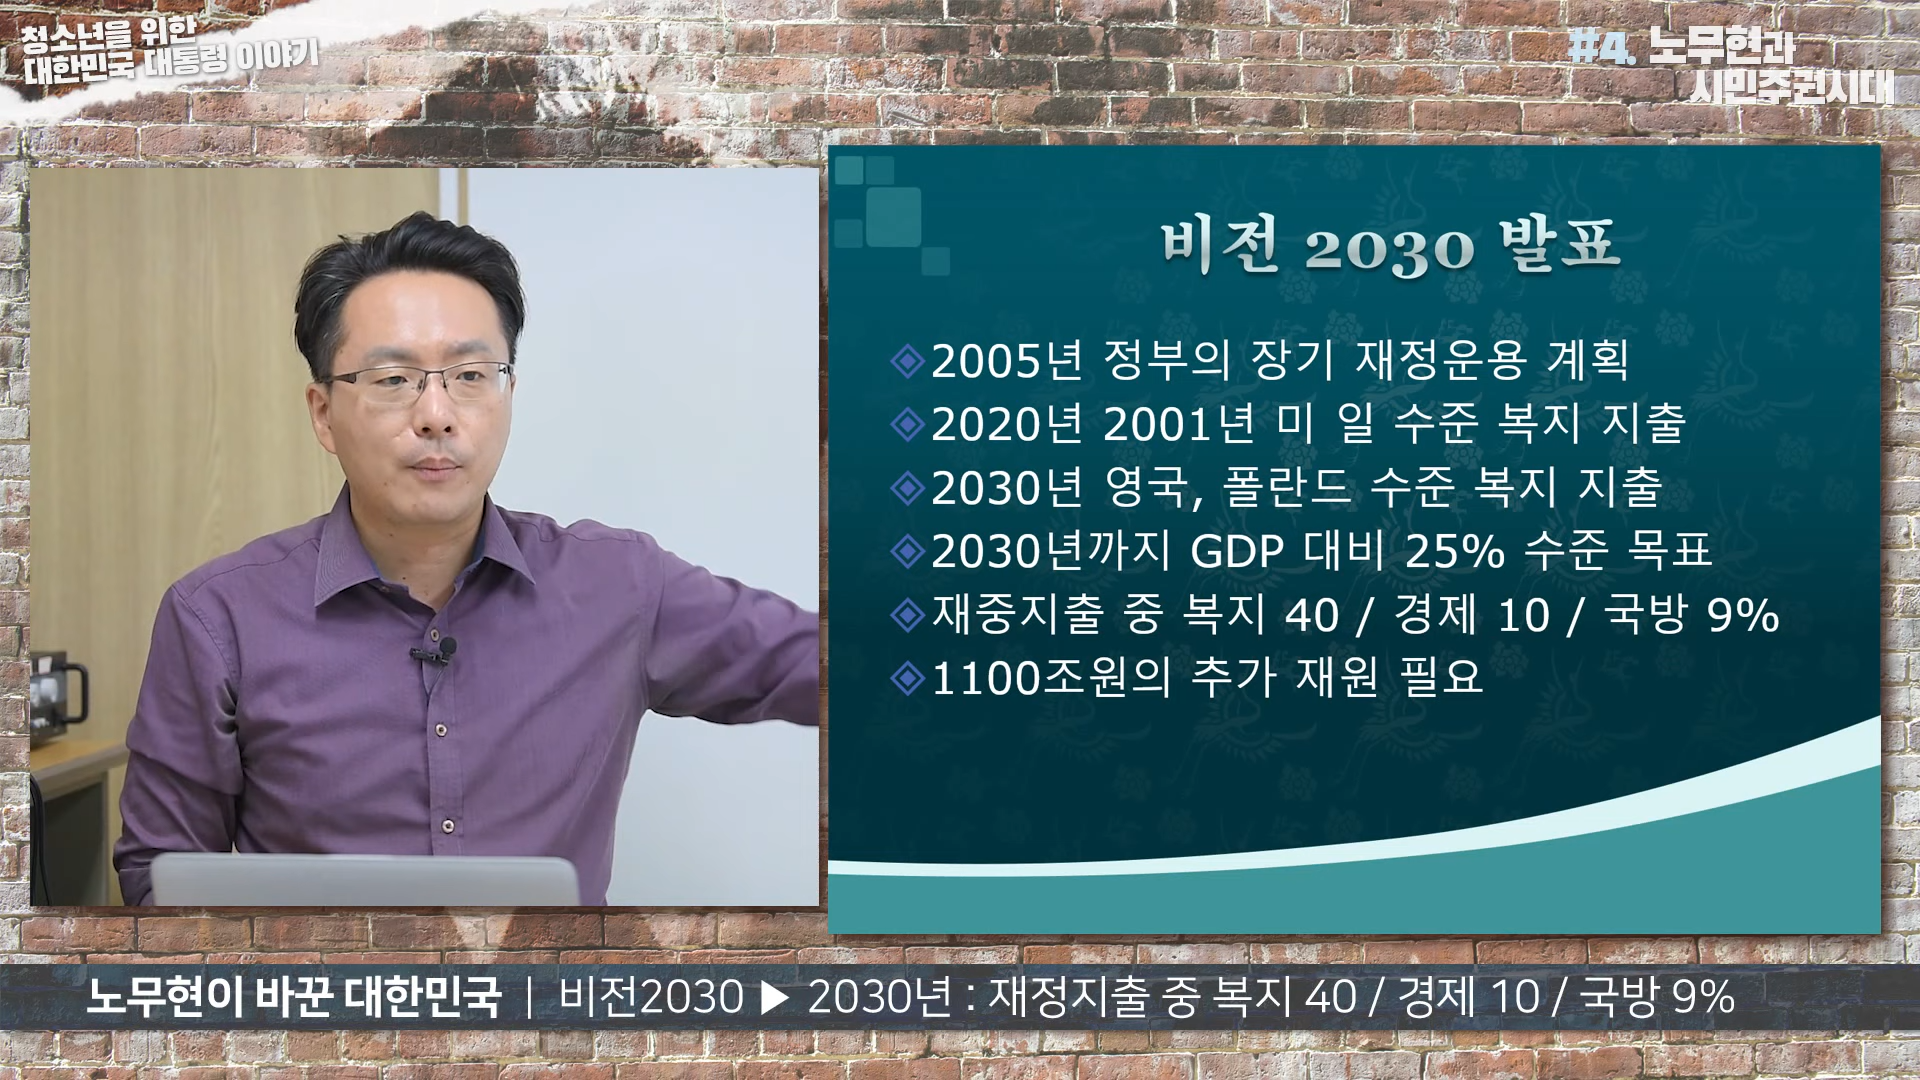 청소년을 위한
대한민국 대통령 이야기
#4. 노무현과
시민주권시대
비전 2030 발표
2005년 정부의 장기 재정운용 계획
2020년 2001년 미 일 수준 복지 지출
2030년 영국, 폴란드 수준 복지 지출
2030년까지 GDP 대비 25% 수준 목표
재중지출 중 복지 40 / 경제 10 / 국방 9%
1100조원의 추가 재원 필요
노무현이 바꾼 대한민국 | 비전2030 ▶ 2030년 : 재정지출 중 복지 40 / 경제 10 / 국방 9%